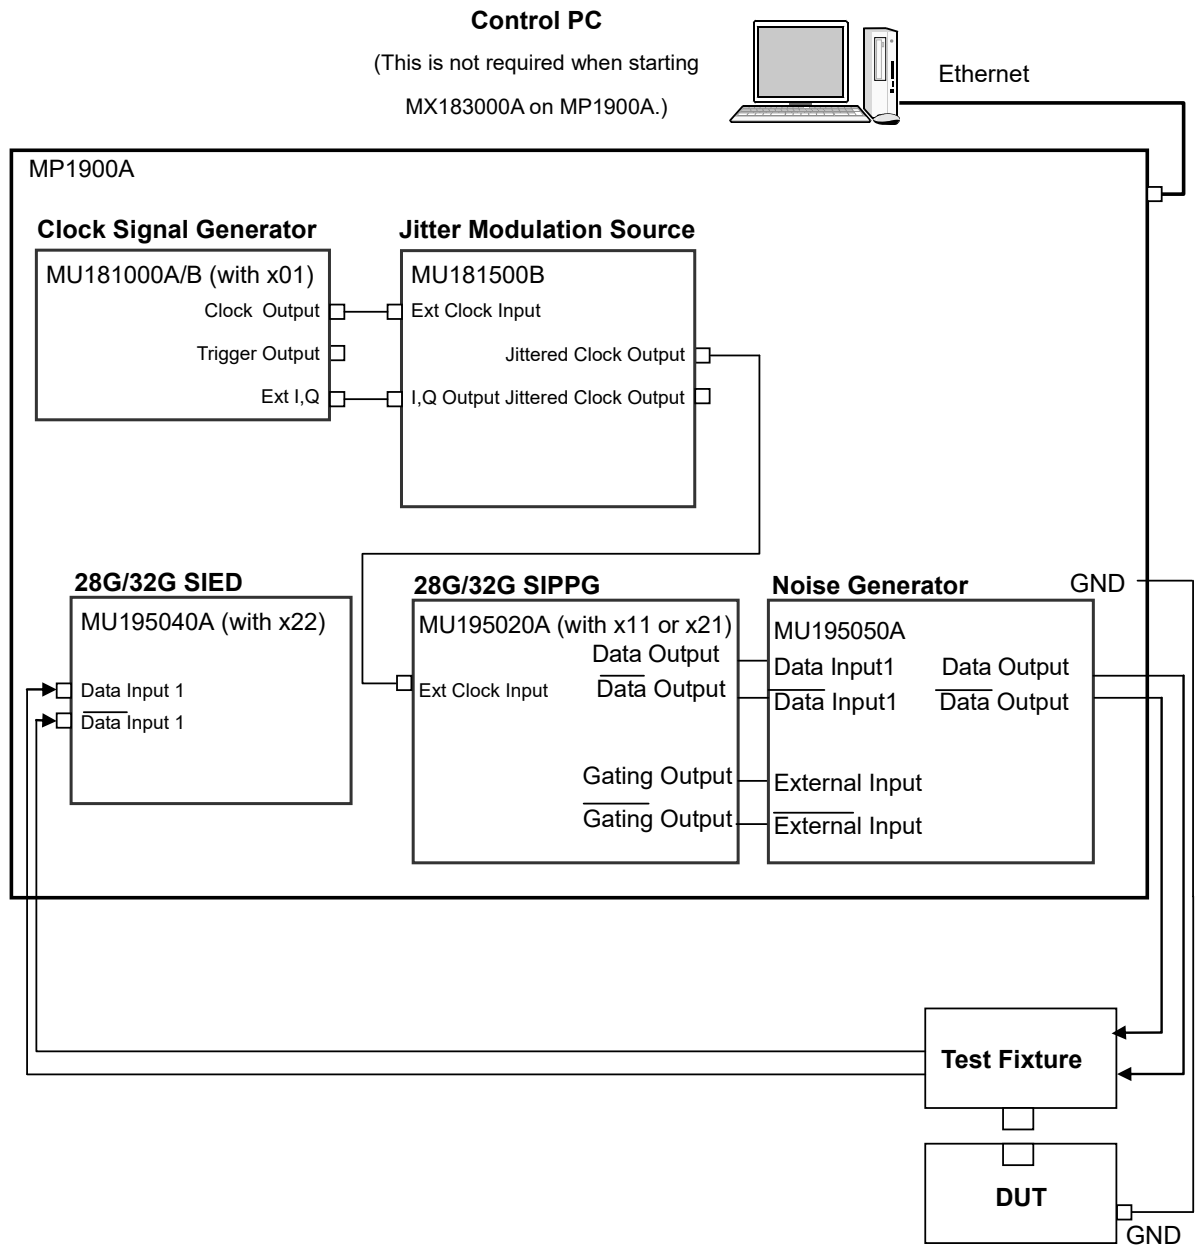 Control PC
(This is not required when starting
MX183000A on MP1900A.)
Ethernet
MP1900A
Clock Signal Generator
MU181000A/B (with x01)
Clock Output
Trigger Output
Ext I,Q
Jitter Modulation Source
MU181500B
Ext Clock Input
Jittered Clock Output
I,Q Output Jittered Clock Output
28G/32G SIED
MU195040A (with x22)
Data Input 1
Data Input 1
28G/32G SIPPG
MU195020A (with x11 or x21)
Data Output
Ext Clock Input
Data Output
Gating Output
Gating Output
Noise Generator
MU195050A
Data Input1
Data Output
Data Input1
Data Output
External Input
External Input
GND
Test Fixture
DUT
GND